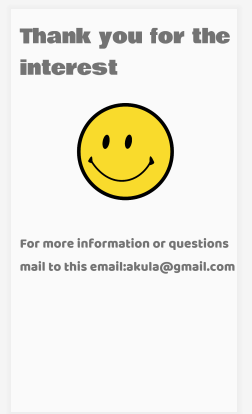 Thank you for the
interest
For more information or questions
mail to this email:akula@gmail.com